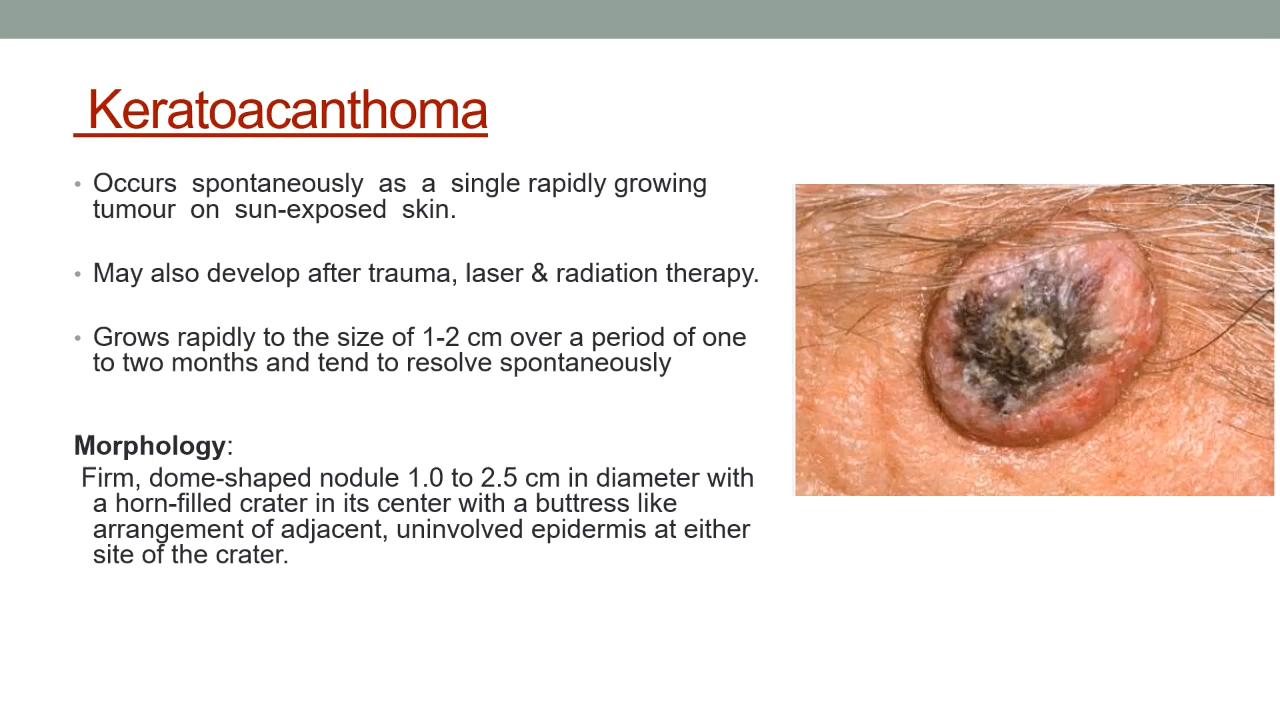 Keratoacanthoma
• Occurs spontaneously as a single rapidly growing
tumour on sun-exposed skin.
• May also develop after trauma, laser & radiation therapy.
• Grows rapidly to the size of 1-2 cm over a period of one
to two months and tend to resolve spontaneously
Morphology:
Firm, dome-shaped nodule 1.0 to 2.5 cm in diameter with
a horn-filled crater in its center with a buttress like
arrangement of adjacent, uninvolved epidermis at either
site of the crater.